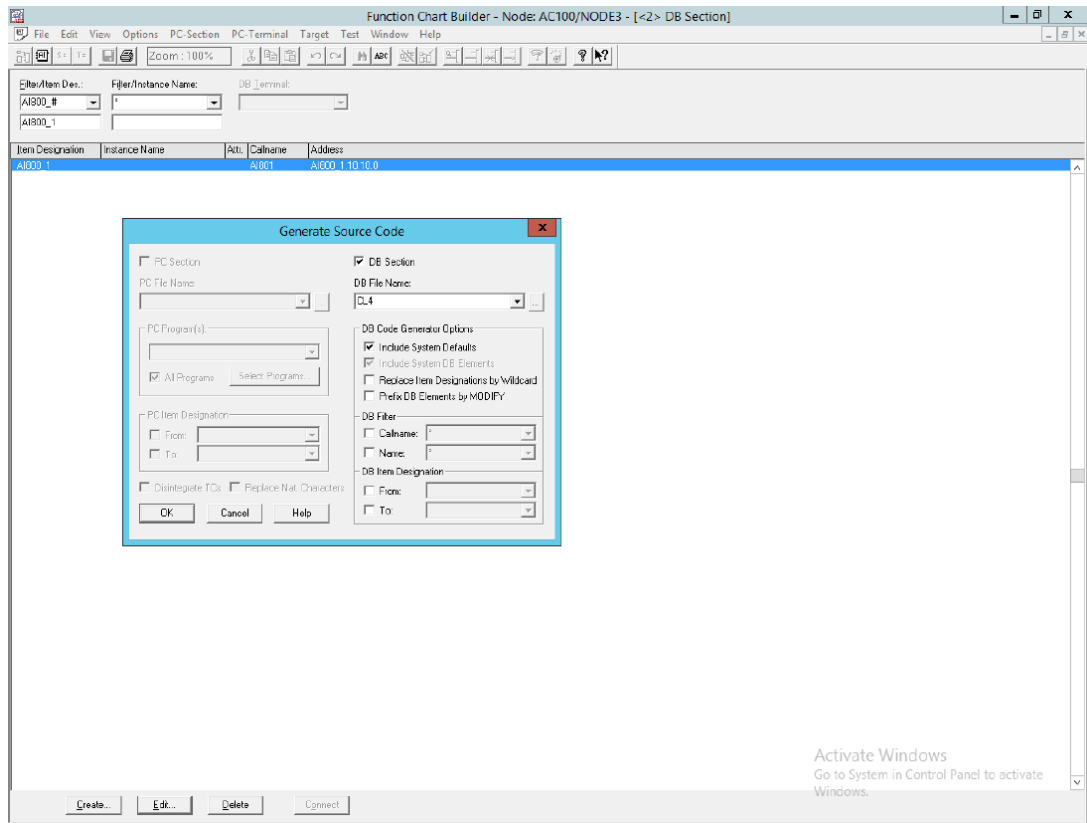 Function Chart Builder - Node: AC100/NODE3 - [<2> DB Section]
File Edit View Options PC-Section PC-Terminal Target Test Window Help
Zoom: 100%
Filter/Item Des.: Filter/Instance Name: DB Terminal:
AI800_# *
AI800_1
Item Designation Instance Name Attr. Callname Address
AI800_1 AI801 AI800_1.10.10.0
Generate Source Code
PC Section DB Section
PC File Name DB File Name:
CL4
PC Program(s) DB Code Generator Options
Include System Defaults
Include System DB Elements
All Programs Select Programs... Replace Item Designations by Wildcard
Prefix DB Elements by MODIFY
PC Item Designation DB Filter
From: Callname: *
To: Name: *
DB Item Designation
Disintegrate TCs Replace Nat. Characters From:
OK Cancel Help To:
Activate Windows
Go to System in Control Panel to activate
Windows.
Create... Edit... Delete Connect